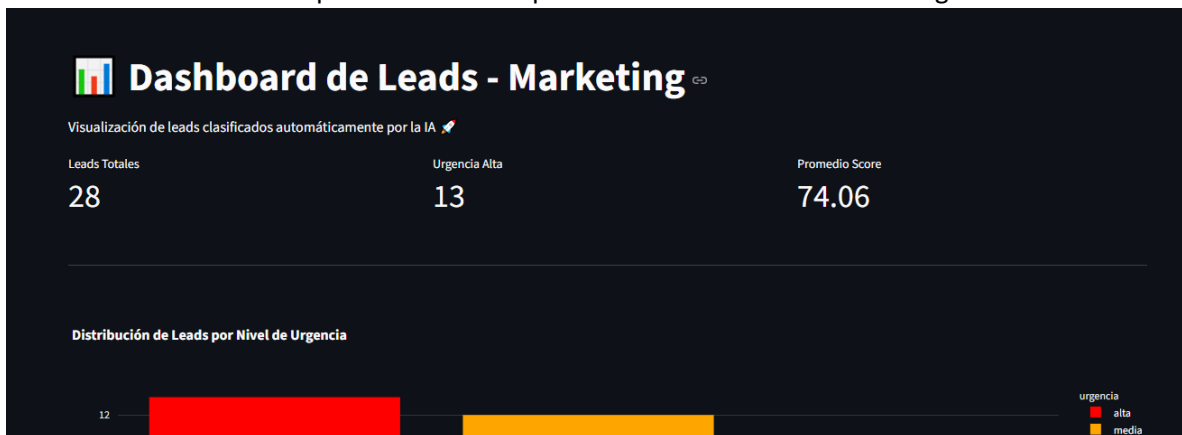 Dashboard de Leads - Marketing
Visualización de leads clasificados automáticamente por la IA 🚀
Leads Totales
28
Urgencia Alta
13
Promedio Score
74.06
Distribución de Leads por Nivel de Urgencia
12
urgencia
alta
media